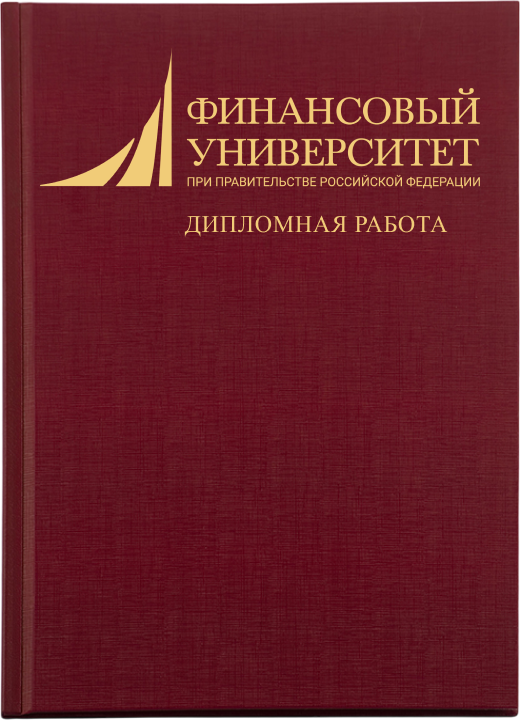 ФИНАНСОВЫЙ
УНИВЕРСИТЕТ
ПРИ ПРАВИТЕЛЬСТВЕ РОССИЙСКОЙ ФЕДЕРАЦИИ
ДИПЛОМНАЯ РАБОТА